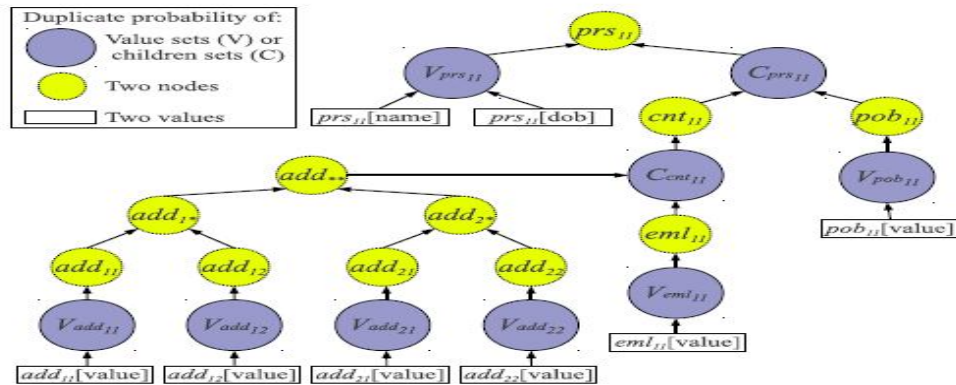 Duplicate probability of:
Value sets (V) or
children sets (C)
Two nodes
Two values
prs11
Vprs11
Cprs11
prs11[name]
prs11[dob]
cnt11
pob11
add**
Ccnt11
Vpob11
add1*
add2*
eml11
pob11[value]
add11
add12
add21
add22
Veml11
Vadd11
Vadd12
Vadd21
Vadd22
eml11[value]
add11[value]
add12[value]
add21[value]
add22[value]